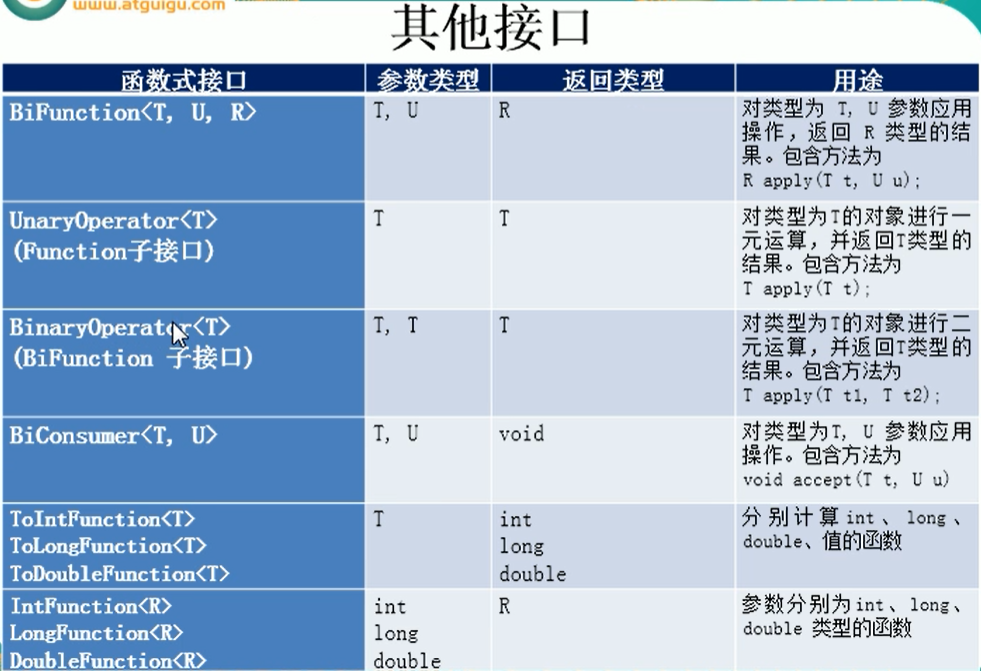 www.atguigu.com
其他接口
函数式接口 参数类型 返回类型 用途
BiFunction<T, U, R> T, U R 对类型为 T, U 参数应用
操作，返回 R 类型的结
果。包含方法为
R apply(T t, U u);
UnaryOperator<T> T T 对类型为T的对象进行一
(Function子接口) 元运算，并返回T类型的
结果。包含方法为
T apply(T t);
BinaryOperator<T> T, T T 对类型为T的对象进行二
(BiFunction 子接口) 元运算，并返回T类型的
结果。包含方法为
T apply(T t1, T t2);
BiConsumer<T, U> T, U void 对类型为T, U 参数应用
操作。包含方法为
void accept(T t, U u)
ToIntFunction<T> T int 分别计算int、long、
ToLongFunction<T> long double、值的函数
ToDoubleFunction<T> double
IntFunction<R> int R 参数分别为int、long、
LongFunction<R> long double 类型的函数
DoubleFunction<R> double